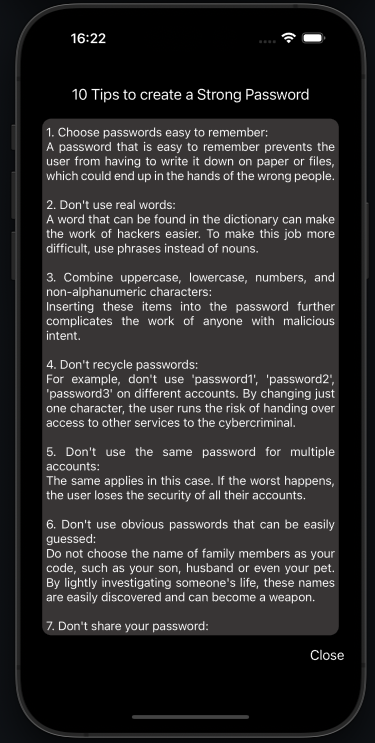 16:22
10 Tips to create a Strong Password
1. Choose passwords easy to remember:
A password that is easy to remember prevents the
user from having to write it down on paper or files,
which could end up in the hands of the wrong people.
2. Don't use real words:
A word that can be found in the dictionary can make
the work of hackers easier. To make this job more
difficult, use phrases instead of nouns.
3. Combine uppercase, lowercase, numbers, and
non-alphanumeric characters:
Inserting these items into the password further
complicates the work of anyone with malicious
intent.
4. Don't recycle passwords:
For example, don't use 'password1', 'password2',
'password3' on different accounts. By changing just
one character, the user runs the risk of handing over
access to other services to the cybercriminal.
5. Don't use the same password for multiple
accounts:
The same applies in this case. If the worst happens,
the user loses the security of all their accounts.
6. Don't use obvious passwords that can be easily
guessed:
Do not choose the name of family members as your
code, such as your son, husband or even your pet.
By lightly investigating someone's life, these names
are easily discovered and can become a weapon.
7. Don't share your password:
Close